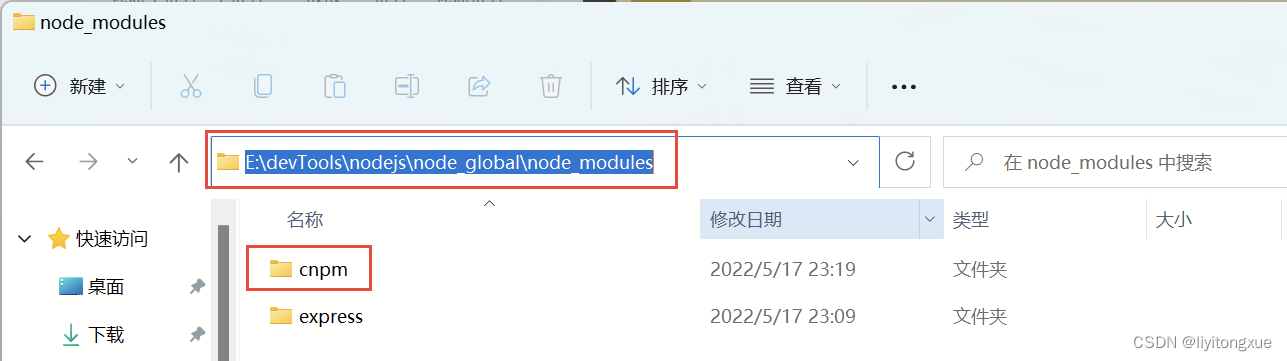 node_modules
新建 排序 查看
E:\devTools\nodejs\node_global\node_modules 在 node_modules 中搜索
名称 修改日期 类型 大小
快速访问
cnpm 2022/5/17 23:19 文件夹
桌面
express 2022/5/17 23:09 文件夹
下载
CSDN @liyitongxue